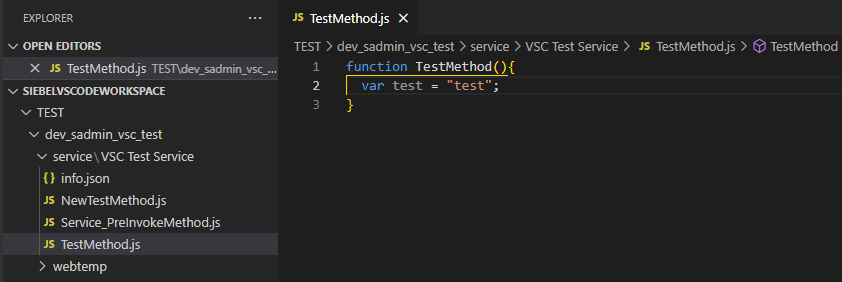 EXPLORER
OPEN EDITORS
JS TestMethod.js TEST\dev_sadmin_vsc_...
SIEBELVSCODEWORKSPACE
TEST
dev_sadmin_vsc_test
service\VSC Test Service
{} info.json
JS NewTestMethod.js
JS Service_PreInvokeMethod.js
JS TestMethod.js
webtemp
JS TestMethod.js
TEST > dev_sadmin_vsc_test > service > VSC Test Service > JS TestMethod.js > TestMethod
1 function TestMethod(){
2 var test = "test";
3 }